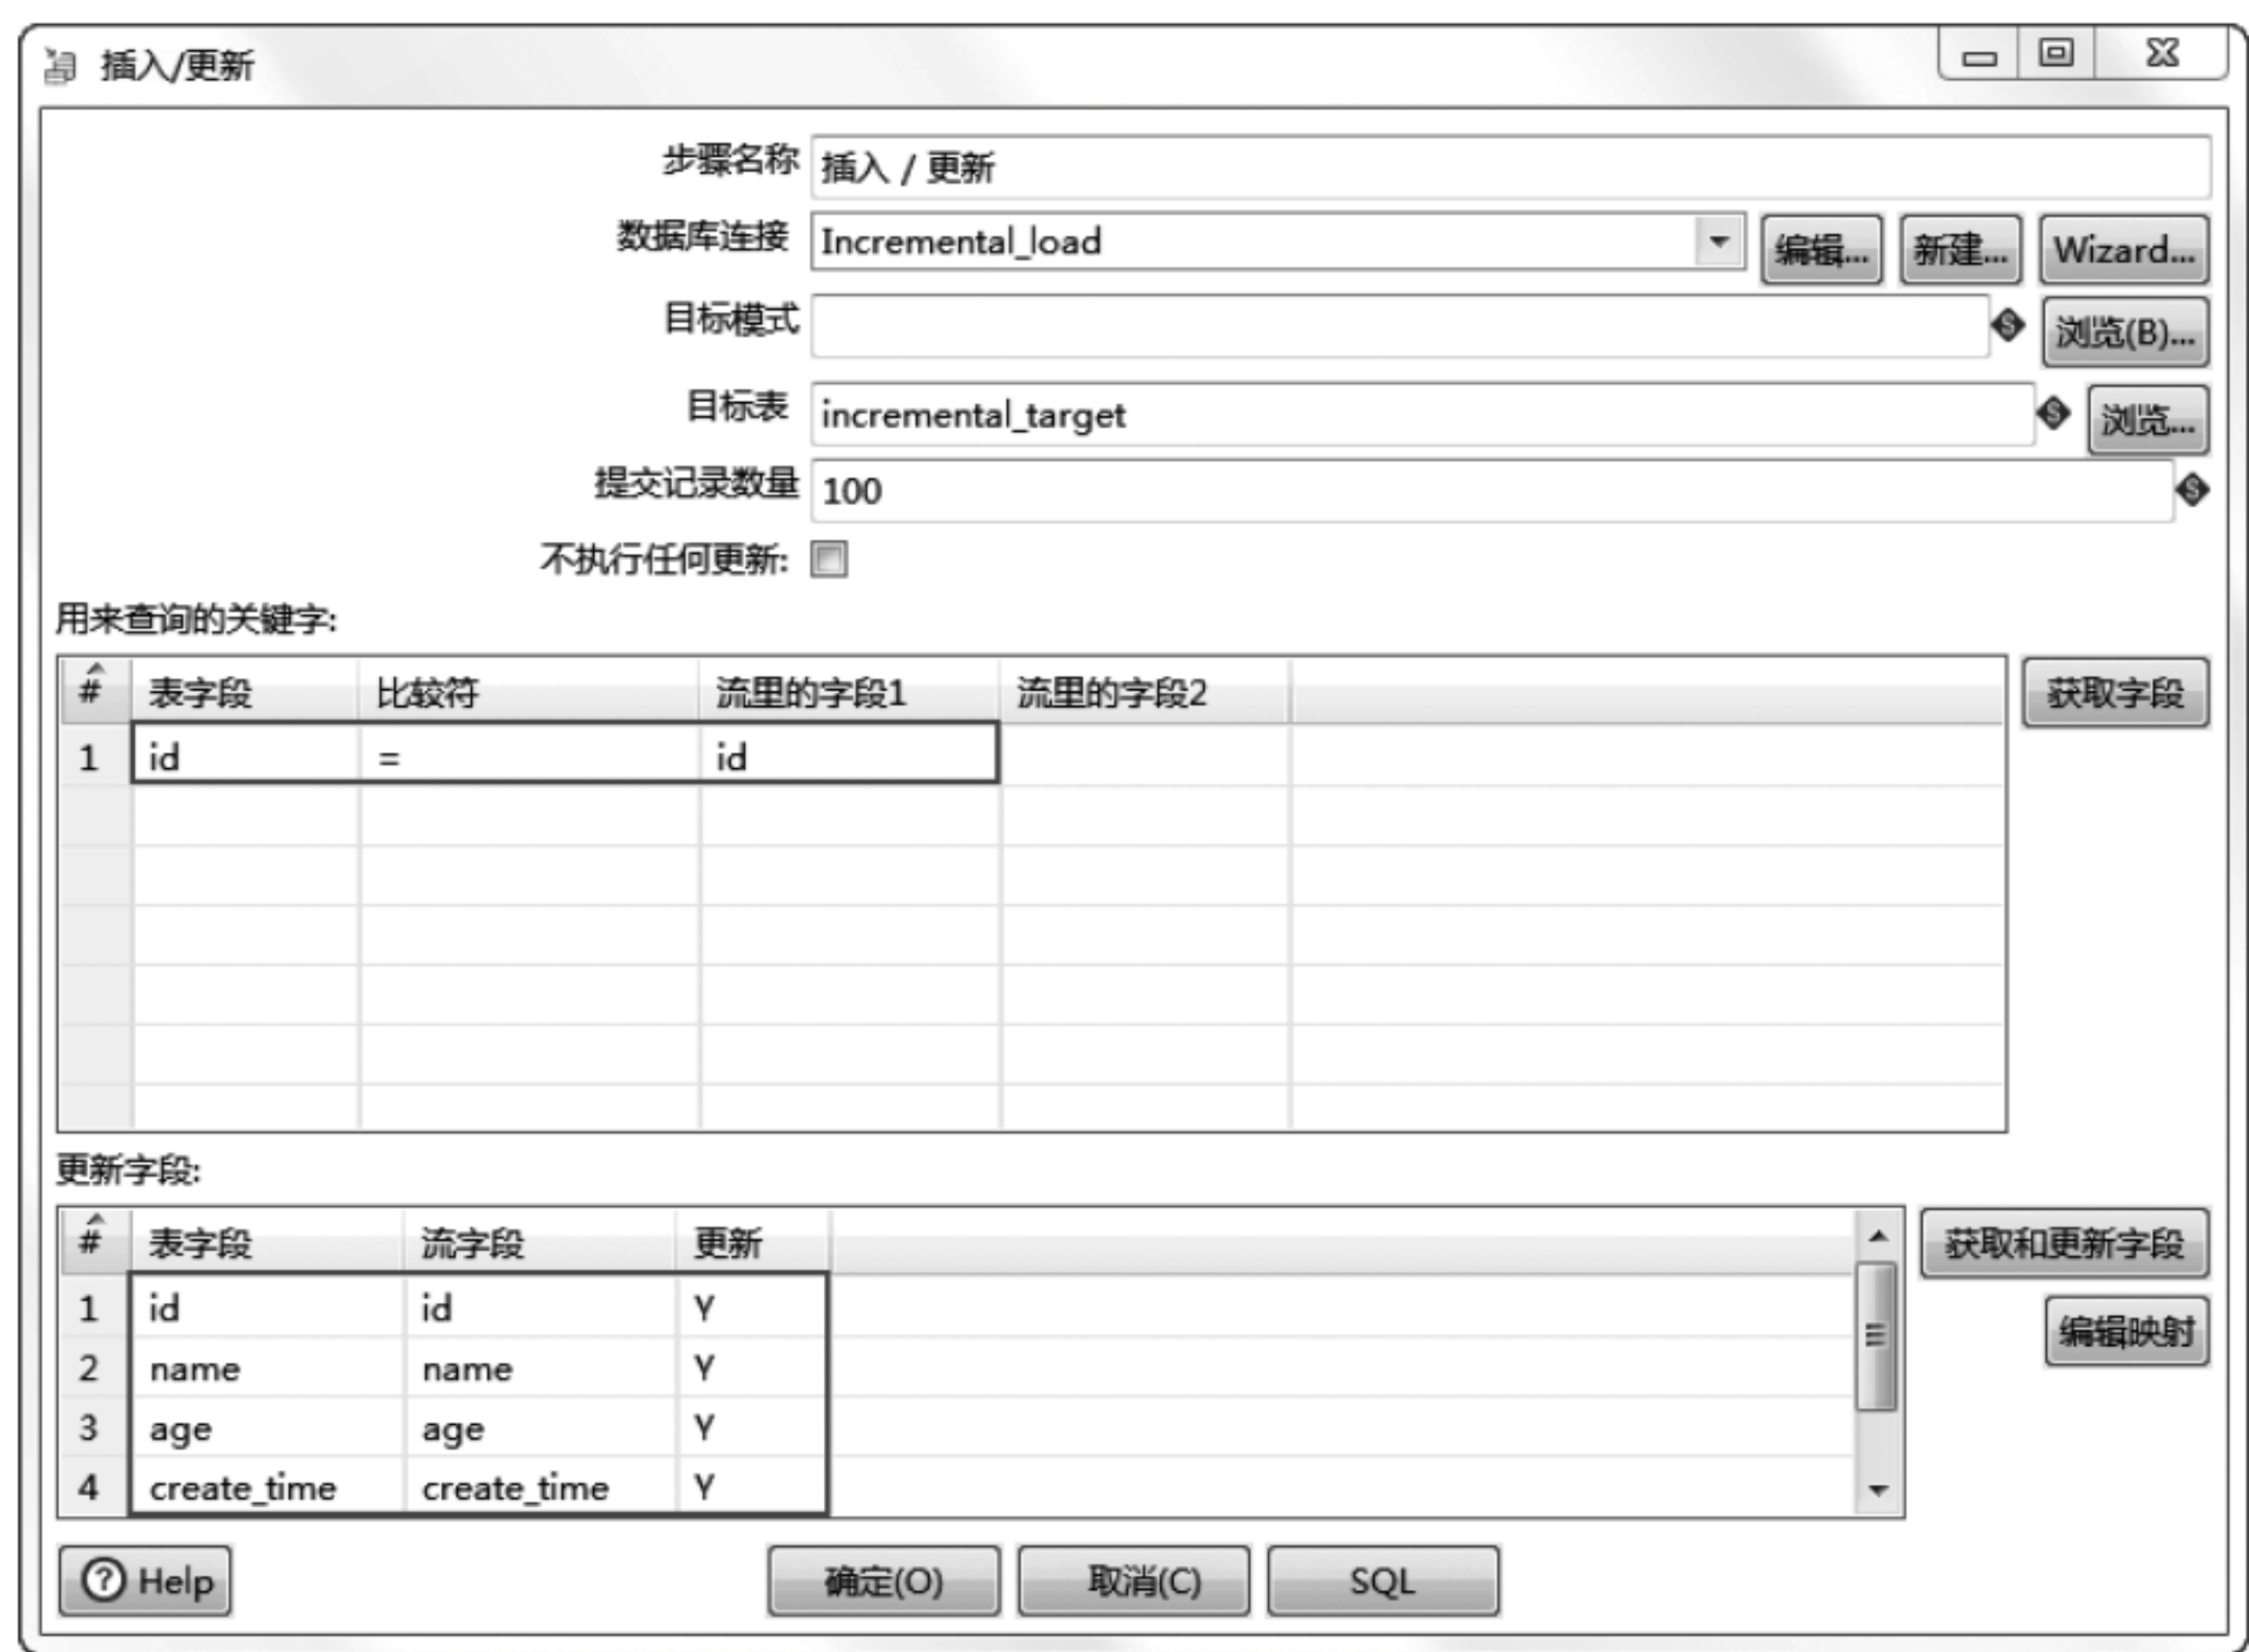 插入/更新
步骤名称 插入 / 更新
数据库连接 Incremental_load 编辑... 新建... Wizard...
目标模式 浏览(B)...
目标表 incremental_target 浏览...
提交记录数量 100
不执行任何更新:
用来查询的关键字:
# 表字段 比较符 流里的字段1 流里的字段2 获取字段
1 id = id
更新字段:
# 表字段 流字段 更新 获取和更新字段
1 id id Y 编辑映射
2 name name Y
3 age age Y
4 create_time create_time Y
Help 确定(O) 取消(C) SQL